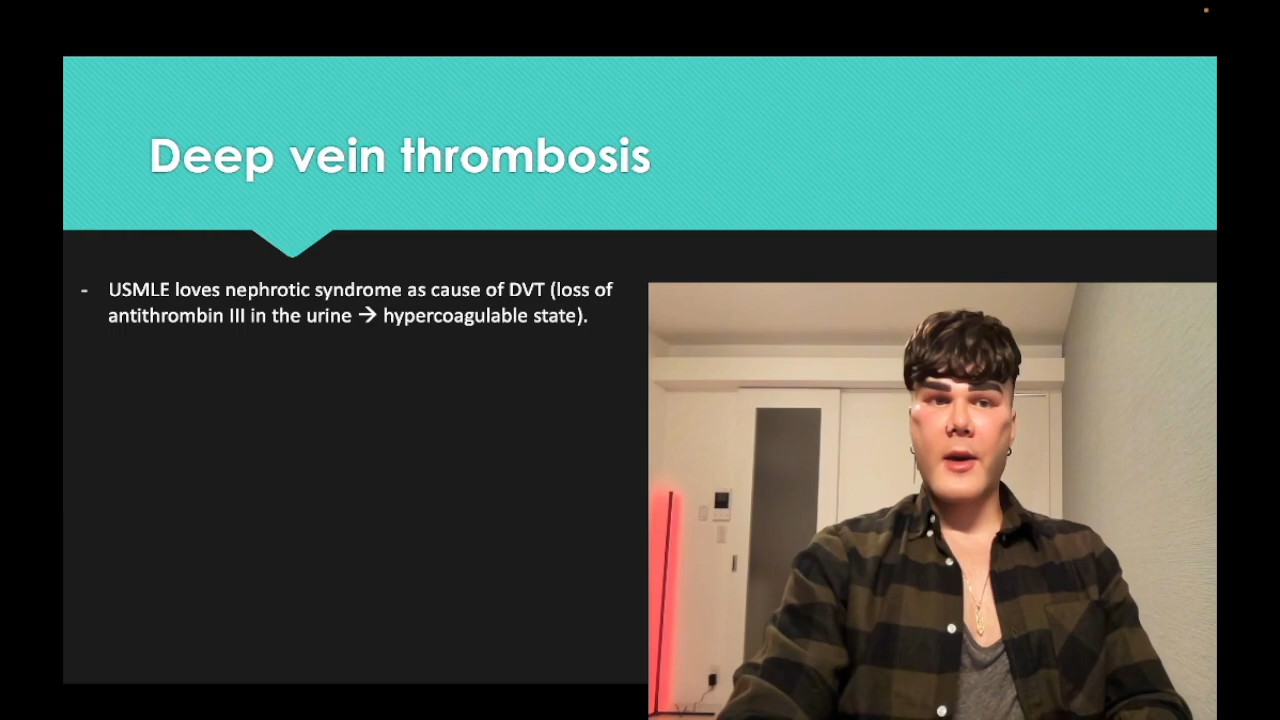 Deep vein thrombosis
- USMLE loves nephrotic syndrome as cause of DVT (loss of
antithrombin III in the urine → hypercoagulable state).